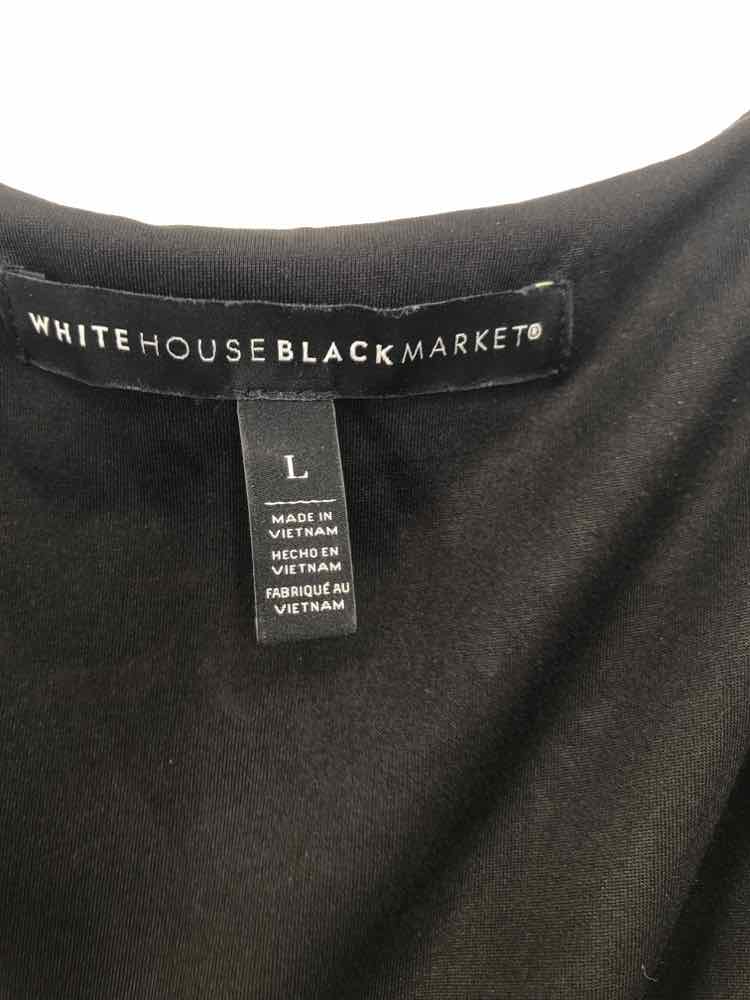 WHITEHOUSEBLACKMARKET®
L
MADE IN
VIETNAM
HECHO EN
VIETNAM
FABRIQUÉ AU
VIETNAM